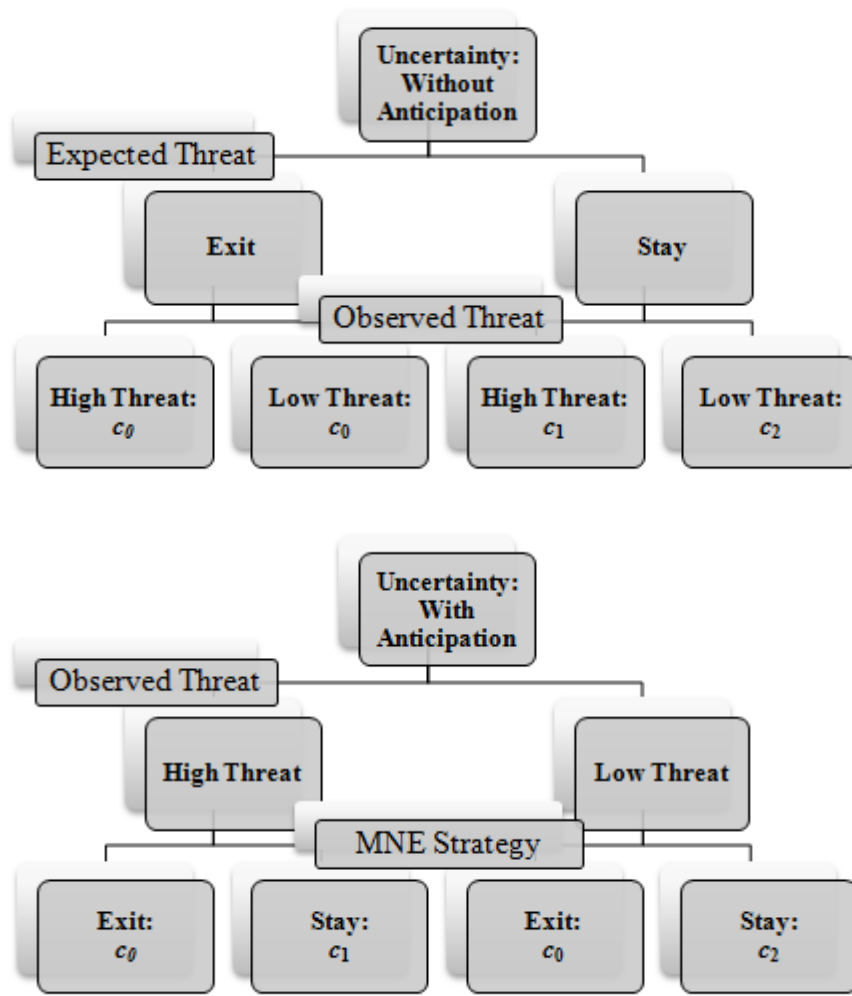 Uncertainty:
Without
Anticipation
Expected Threat
Exit
Stay
Observed Threat
High Threat:
c₀
Low Threat:
c₀
High Threat:
c₁
Low Threat:
c₂
Uncertainty:
With
Anticipation
Observed Threat
High Threat
Low Threat
MNE Strategy
Exit:
c₀
Stay:
c₁
Exit:
c₀
Stay:
c₂